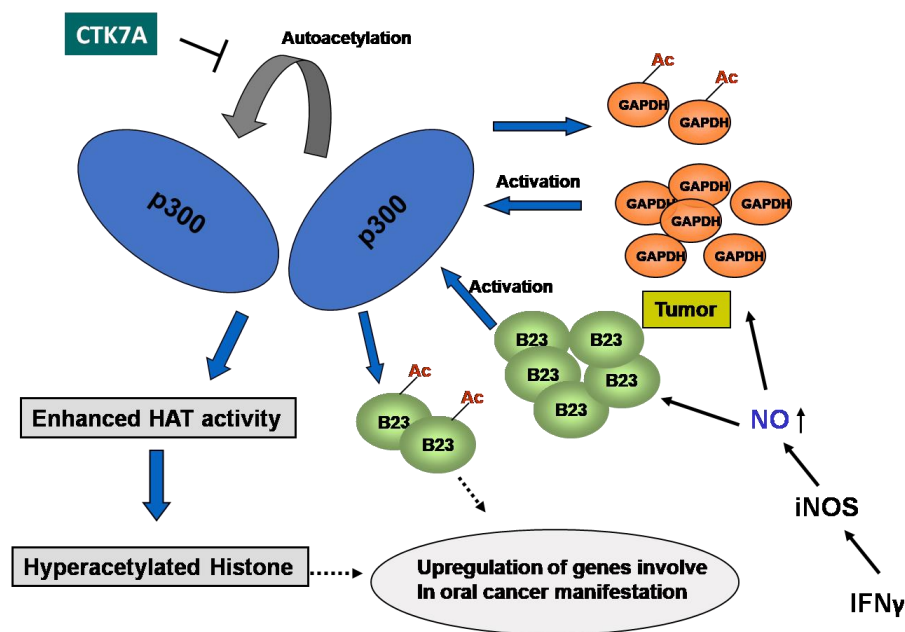 CTK7A
Autoacetylation
Ac
Ac
GAPDH
GAPDH
p300
p300
Activation
GAPDH
GAPDH
GAPDH
GAPDH
GAPDH
GAPDH
Activation
Tumor
B23
B23
B23
B23
B23
Ac
Ac
B23
B23
Enhanced HAT activity
NO
iNOS
Hyperacetylated Histone
Upregulation of genes involve
In oral cancer manifestation
IFNγ